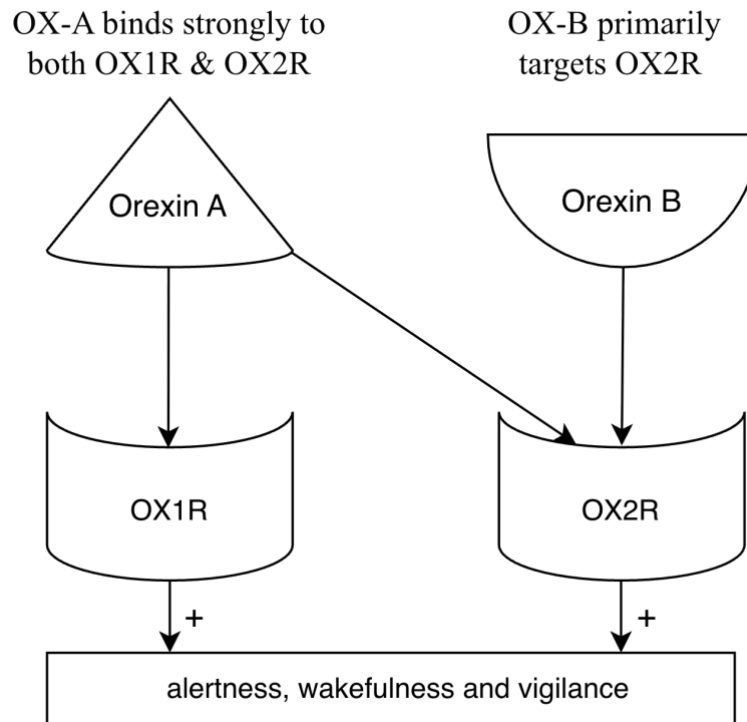 OX-A binds strongly to
both OX1R & OX2R
OX-B primarily
targets OX2R
Orexin A
Orexin B
OX1R
OX2R
+
+
alertness, wakefulness and vigilance